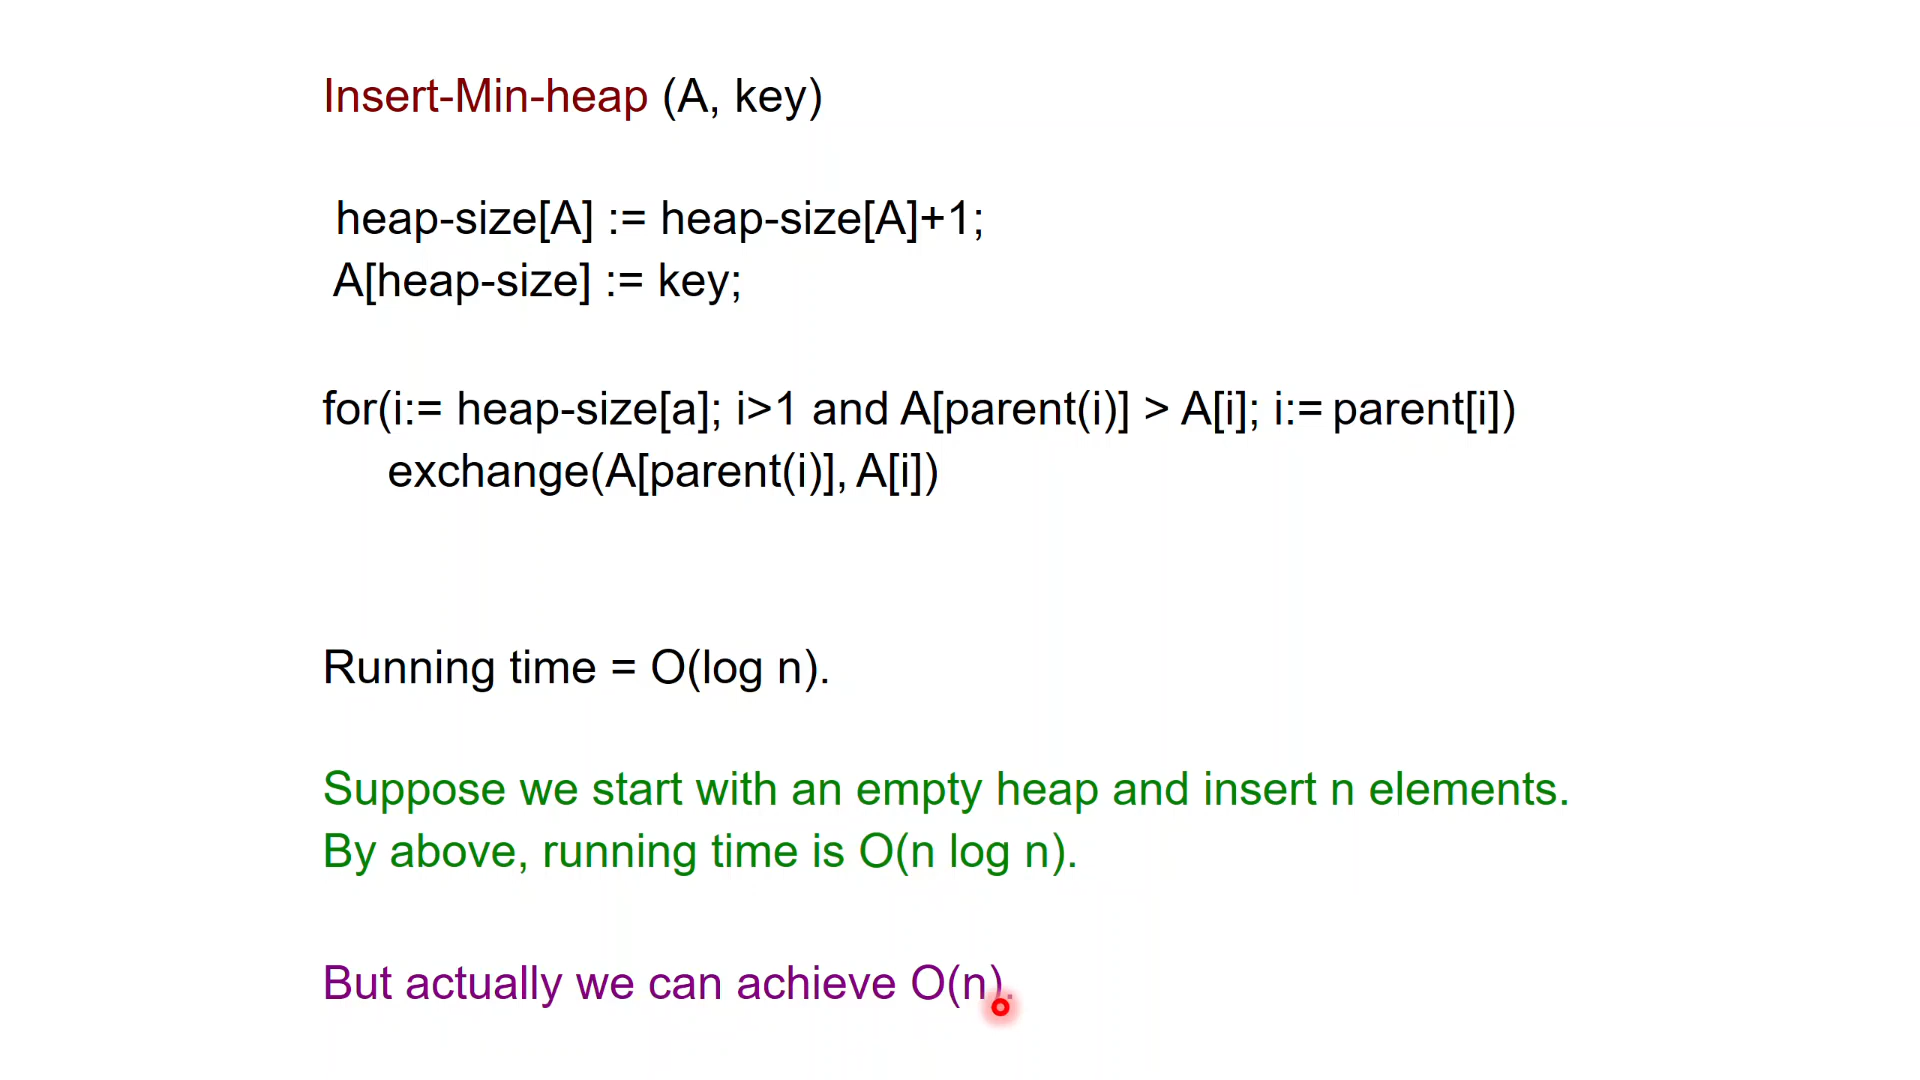 Insert-Min-heap (A, key)
heap-size[A] := heap-size[A]+1;
A[heap-size] := key;
for(i:= heap-size[a]; i>1 and A[parent(i)] > A[i]; i:= parent[i])
exchange(A[parent(i)], A[i])
Running time = O(log n).
Suppose we start with an empty heap and insert n elements.
By above, running time is O(n log n).
But actually we can achieve O(n).